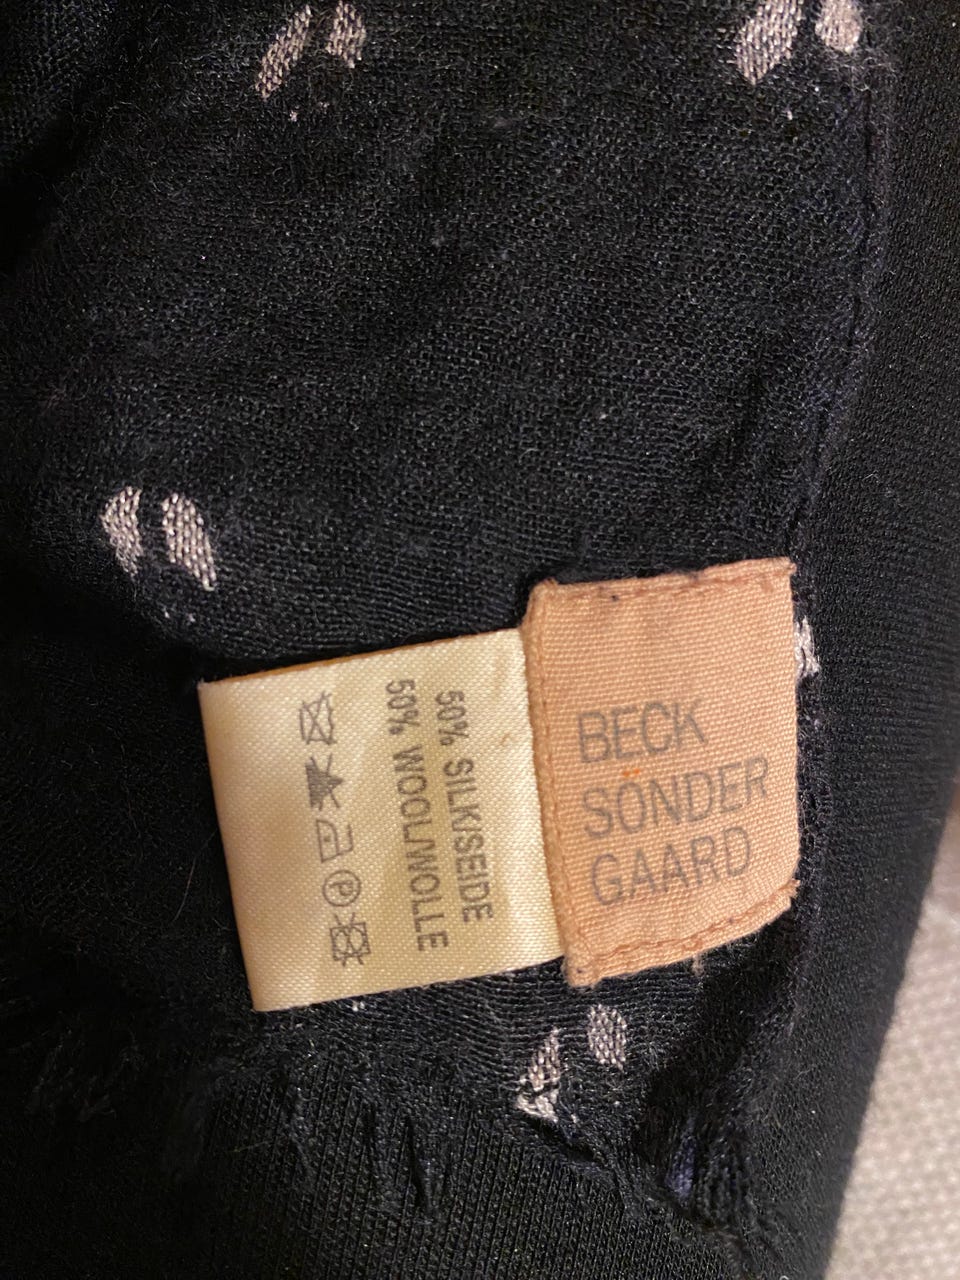 BECK
SÖNDER
GAARD
50% SILK/SEIDE
50% WOOL/WOLLE
P